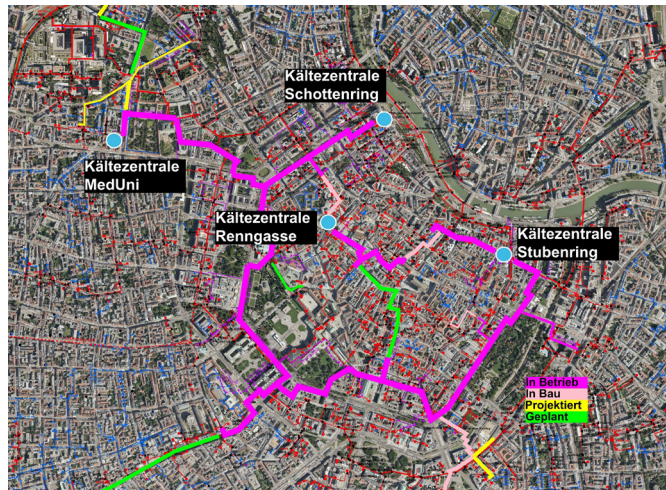 Kältezentrale
Schottenring
Kältezentrale
MedUni
Kältezentrale
Renngasse
Kältezentrale
Stubenring
In Betrieb
In Bau
Projektiert
Geplant